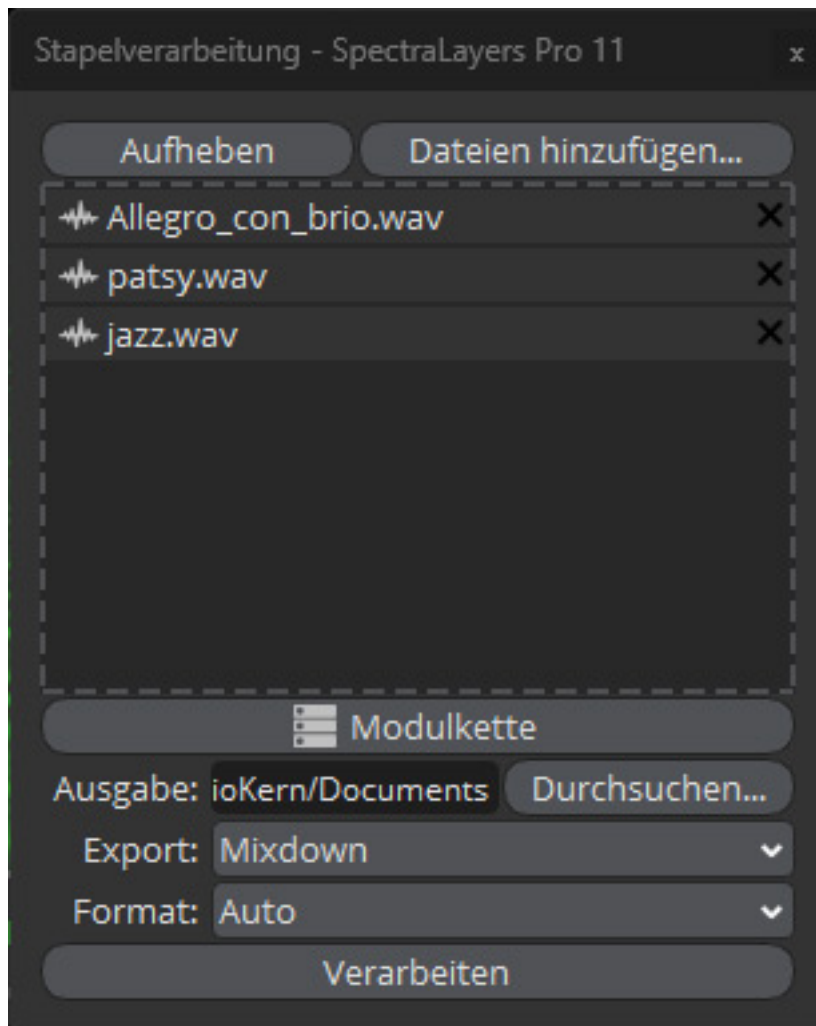 Stapelverarbeitung - SpectraLayers Pro 11 x
Aufheben Dateien hinzufügen...
Allegro_con_brio.wav
patsy.wav
jazz.wav
Modulkette
Ausgabe: ioKern/Documents Durchsuchen...
Export: Mixdown
Format: Auto
Verarbeiten